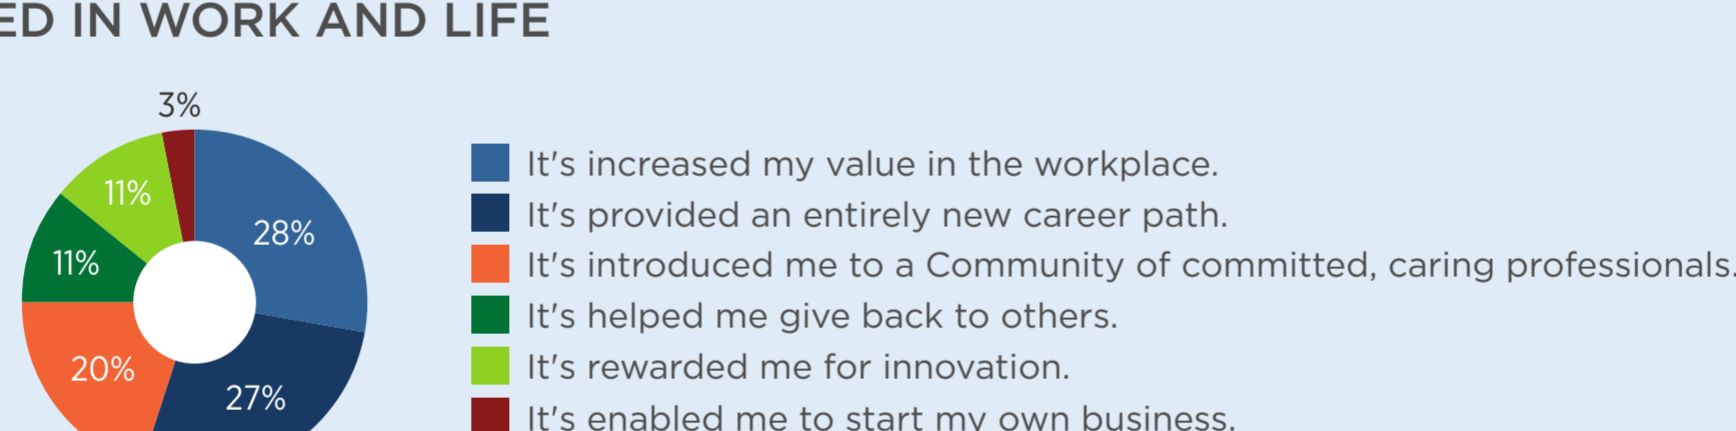 ED IN WORK AND LIFE
3%
11%
28%
11%
20%
27%
It's increased my value in the workplace.
It's provided an entirely new career path.
It's introduced me to a Community of committed, caring professionals.
It's helped me give back to others.
It's rewarded me for innovation.
It's enabled me to start my own business.